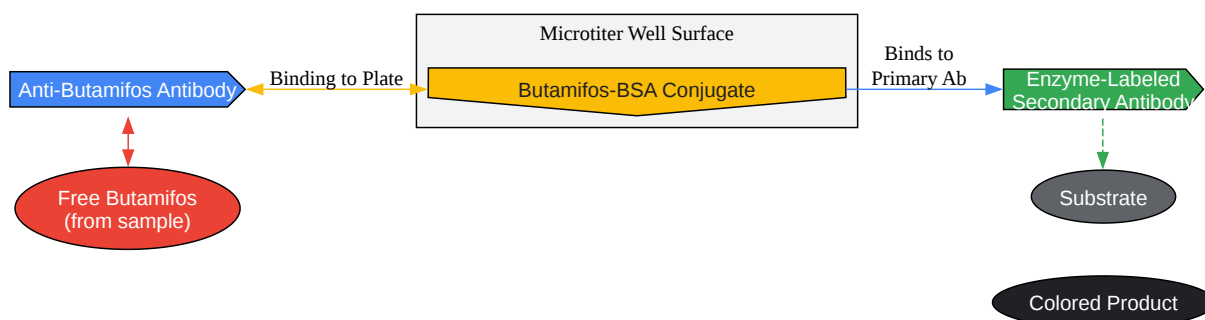 Microtiter Well Surface
Anti-Butamifos Antibody
Binding to Plate
Butamifos-BSA Conjugate
Binds to
Primary Ab
Enzyme-Labeled
Secondary Antibody
Free Butamifos
(from sample)
Substrate
Colored Product